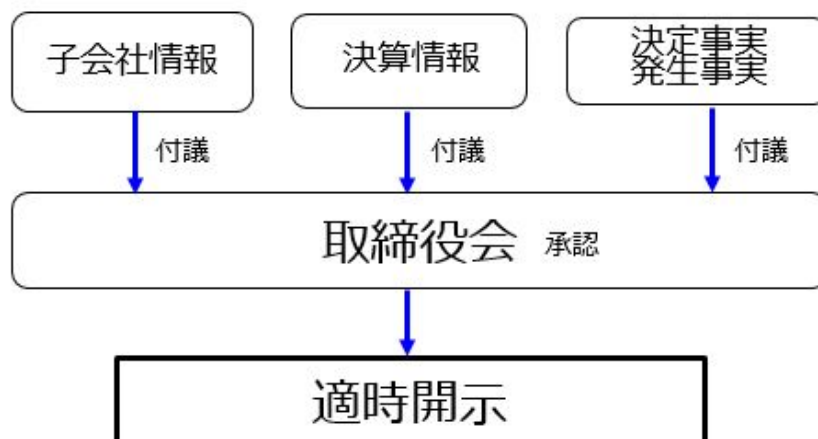 子会社情報
決算情報
決定事実
発生事実
付議
付議
付議
取締役会 承認
適時開示